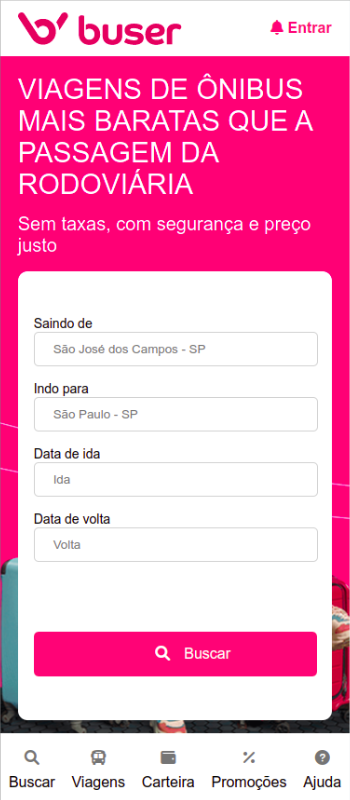 buser
Entrar
VIAGENS DE ÔNIBUS
MAIS BARATAS QUE A
PASSAGEM DA
RODOVIÁRIA
Sem taxas, com segurança e preço
justo
Saindo de
São José dos Campos - SP
Indo para
São Paulo - SP
Data de ida
Ida
Data de volta
Volta
Buscar
Buscar Viagens Carteira Promoções Ajuda